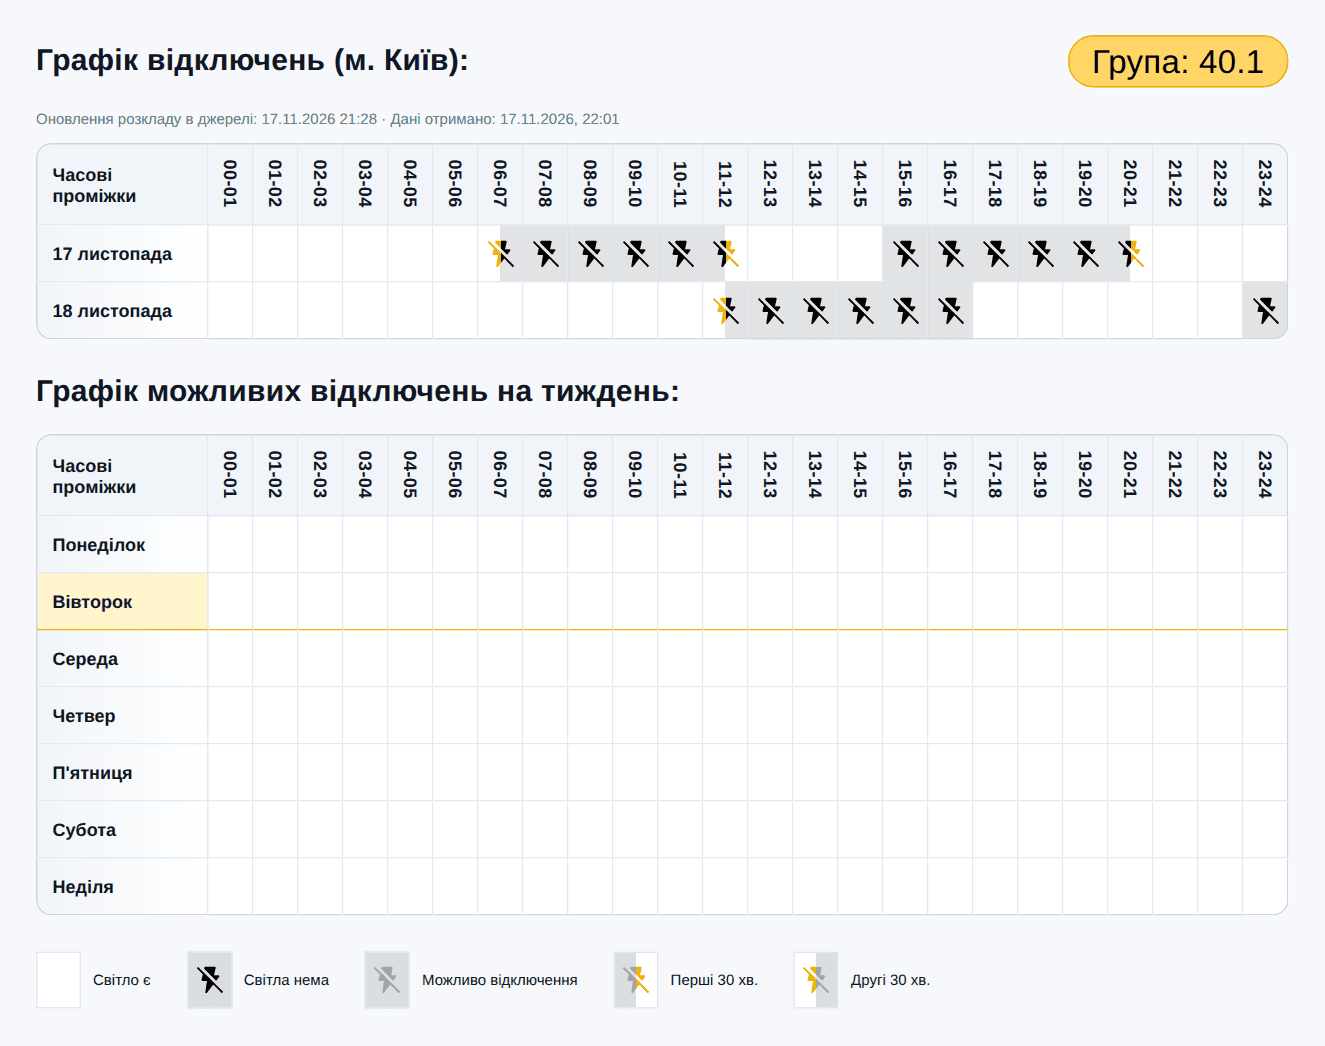 Графік відключень (м. Київ):
Група: 40.1
Оновлення розкладу в джерелі: 17.11.2026 21:28 · Дані отримано: 17.11.2026, 22:01
Часові проміжки 00-01 01-02 02-03 03-04 04-05 05-06 06-07 07-08 08-09 09-10 10-11 11-12 12-13 13-14 14-15 15-16 16-17 17-18 18-19 19-20 20-21 21-22 22-23 23-24
17 листопада
18 листопада
Графік можливих відключень на тиждень:
Часові проміжки 00-01 01-02 02-03 03-04 04-05 05-06 06-07 07-08 08-09 09-10 10-11 11-12 12-13 13-14 14-15 15-16 16-17 17-18 18-19 19-20 20-21 21-22 22-23 23-24
Понеділок
Вівторок
Середа
Четвер
П'ятниця
Субота
Неділя
Світло є Світла нема Можливо відключення Перші 30 хв. Другі 30 хв.